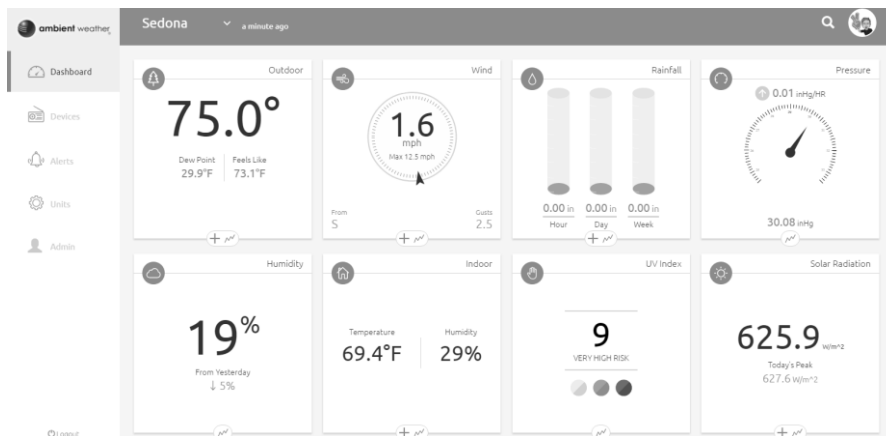 ambient weather
Sedona
a minute ago
Dashboard
Devices
Alerts
Units
Admin
Outdoor
75.0°
Dew Point
Feels Like
29.9°F
73.1°F
Wind
1.6
mph
Max 12.5 mph
From
Gusts
S
2.5
Rainfall
0.00 in
0.00 in
0.00 in
Hour
Day
Week
Pressure
0.01 inHg/HR
30.08 inHg
Humidity
19%
From Yesterday
↓ 5%
Indoor
Temperature
Humidity
69.4°F
29%
UV Index
9
VERY HIGH RISK
Solar Radiation
625.9 W/m^2
Today's Peak
627.6 W/m^2
Logout